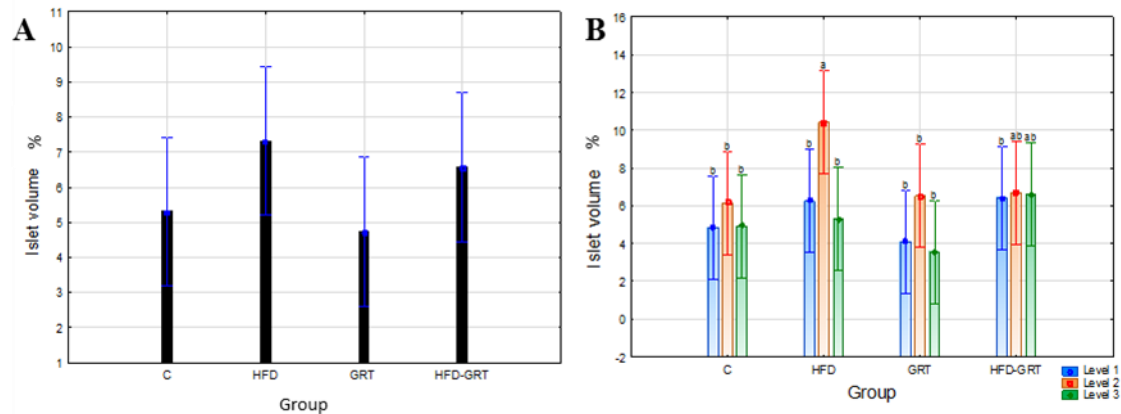 A
Islet volume %
11
10
9
8
7
6
5
4
3
2
1
C HFD GRT HFD-GRT
Group
B
Islet volume %
16
14
12
10
8
6
4
2
0
-2
b b b
b a b
b b b
b ab ab
C HFD GRT HFD-GRT
Group
Level 1
Level 2
Level 3